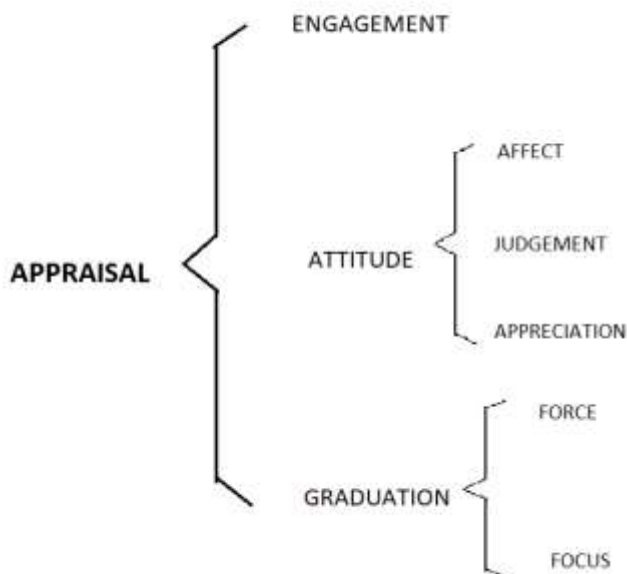 ENGAGEMENT
AFFECT
JUDGEMENT
ATTITUDE
APPRAISAL
APPRECIATION
FORCE
GRADUATION
FOCUS